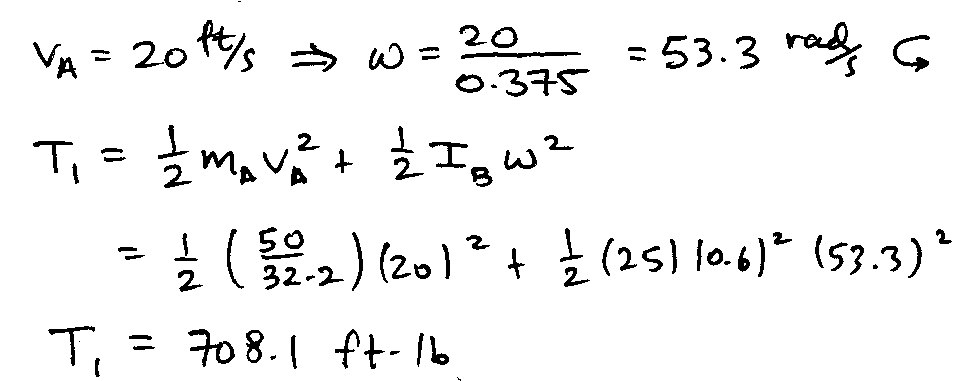 V_A = 20 ft/s ⇒ ω = 20/0.375 = 53.3 rad/s ↶
T_1 = 1/2 m_A v_A^2 + 1/2 I_B ω^2
= 1/2 (50/32.2) (20)^2 + 1/2 (25) (0.6)^2 (53.3)^2
T_1 = 708.1 ft-lb